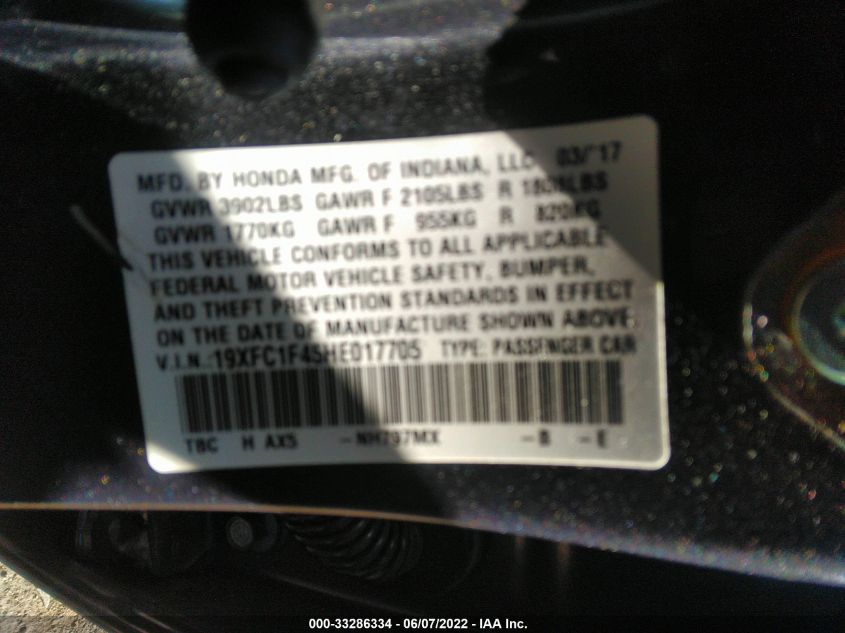 MFD. BY HONDA MFG. OF INDIANA, LLC 03/'17
GVWR 3902LBS GAWR F 2105LBS R 1808LBS
GVWR 1770KG GAWR F 955KG R 820KG
THIS VEHICLE CONFORMS TO ALL APPLICABLE
FEDERAL MOTOR VEHICLE SAFETY, BUMPER,
AND THEFT PREVENTION STANDARDS IN EFFECT
ON THE DATE OF MANUFACTURE SHOWN ABOVE.
V.I.N.:19XFC1F45HE017705 TYPE: PASSENGER CAR
TBC H AX5 -NH797MX -B -E
000-33286334 - 06/07/2022 - IAA Inc.